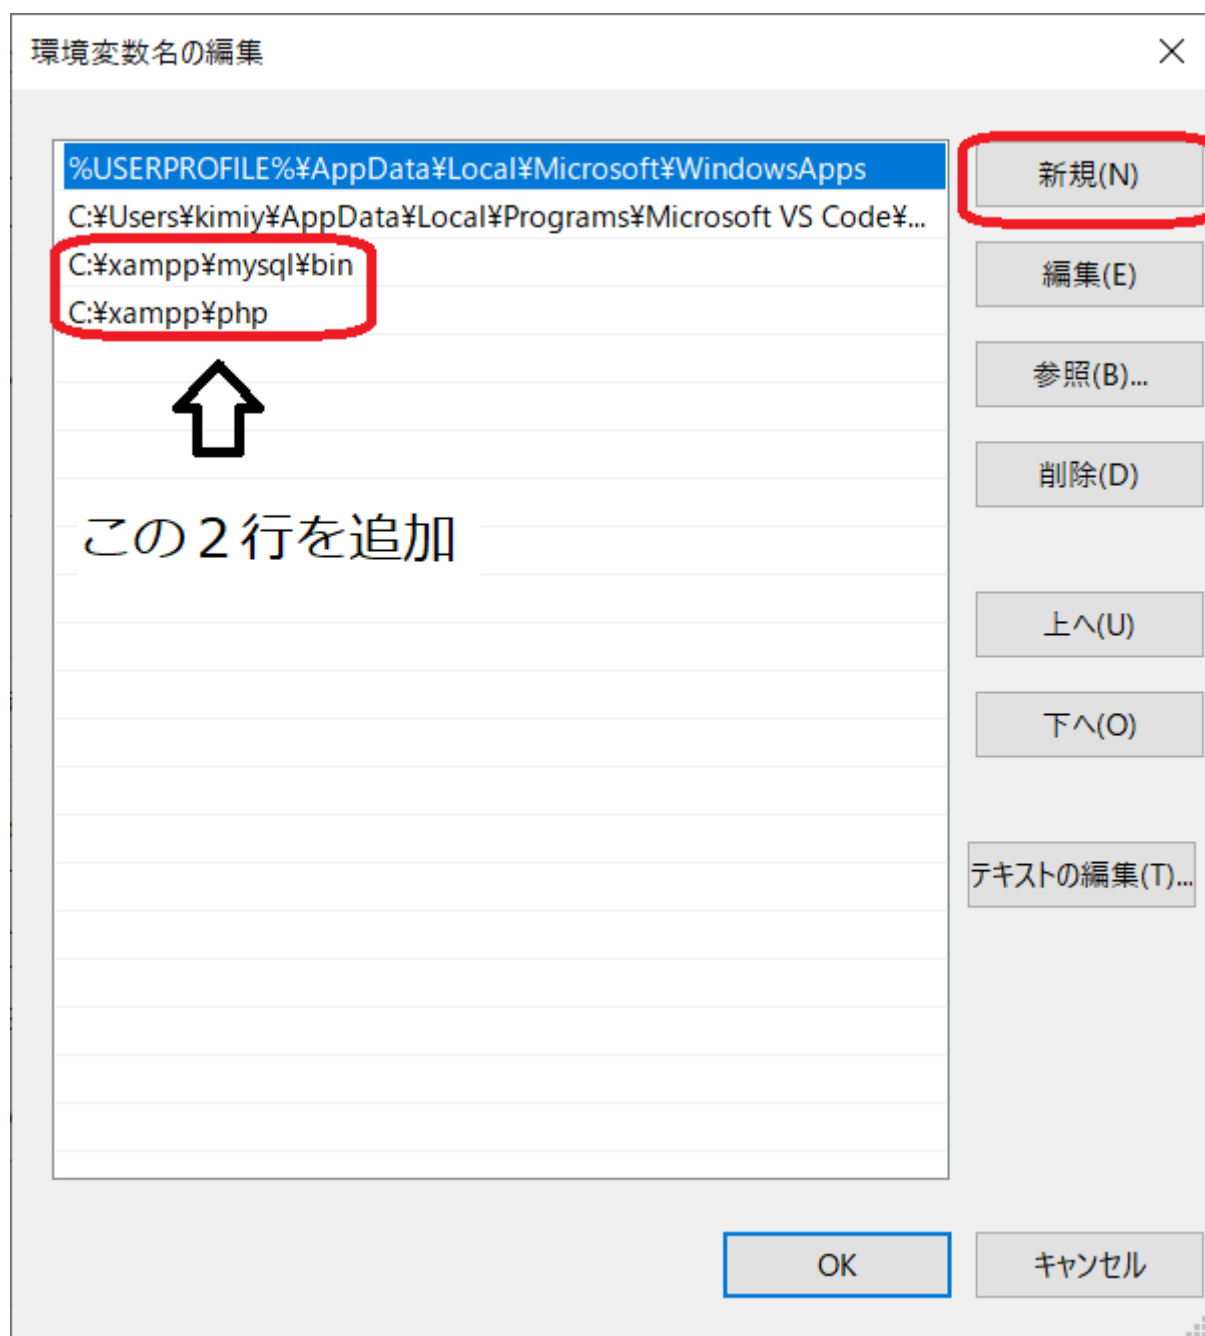 環境変数名の編集
%USERPROFILE%¥AppData¥Local¥Microsoft¥WindowsApps
新規(N)
C:¥Users¥kimiy¥AppData¥Local¥Programs¥Microsoft VS Code¥...
C:¥xampp¥mysql¥bin
編集(E)
C:¥xampp¥php
参照(B)...
削除(D)
この２行を追加
上へ(U)
下へ(O)
テキストの編集(T)...
OK
キャンセル